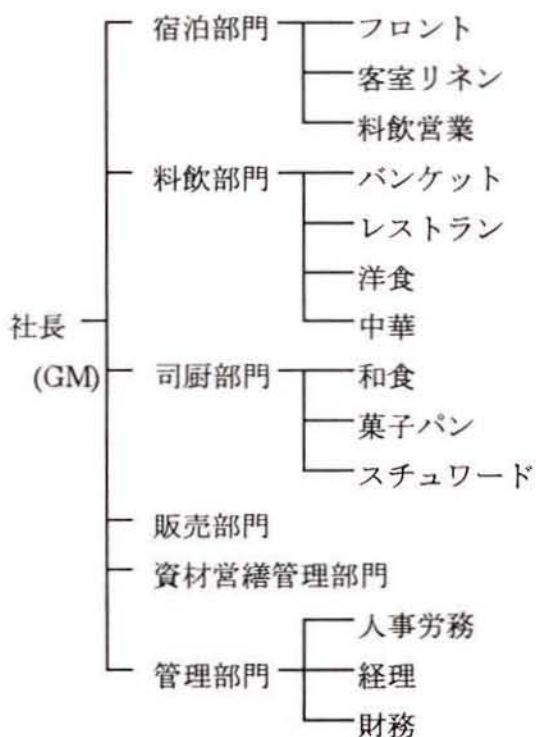 宿泊部門 フロント
客室リネン
料飲営業
料飲部門 バンケット
レストラン
洋食
社長 中華
(GM) 司厨部門 和食
菓子パン
スチュワード
販売部門
資材営繕管理部門
人事労務
管理部門 経理
財務